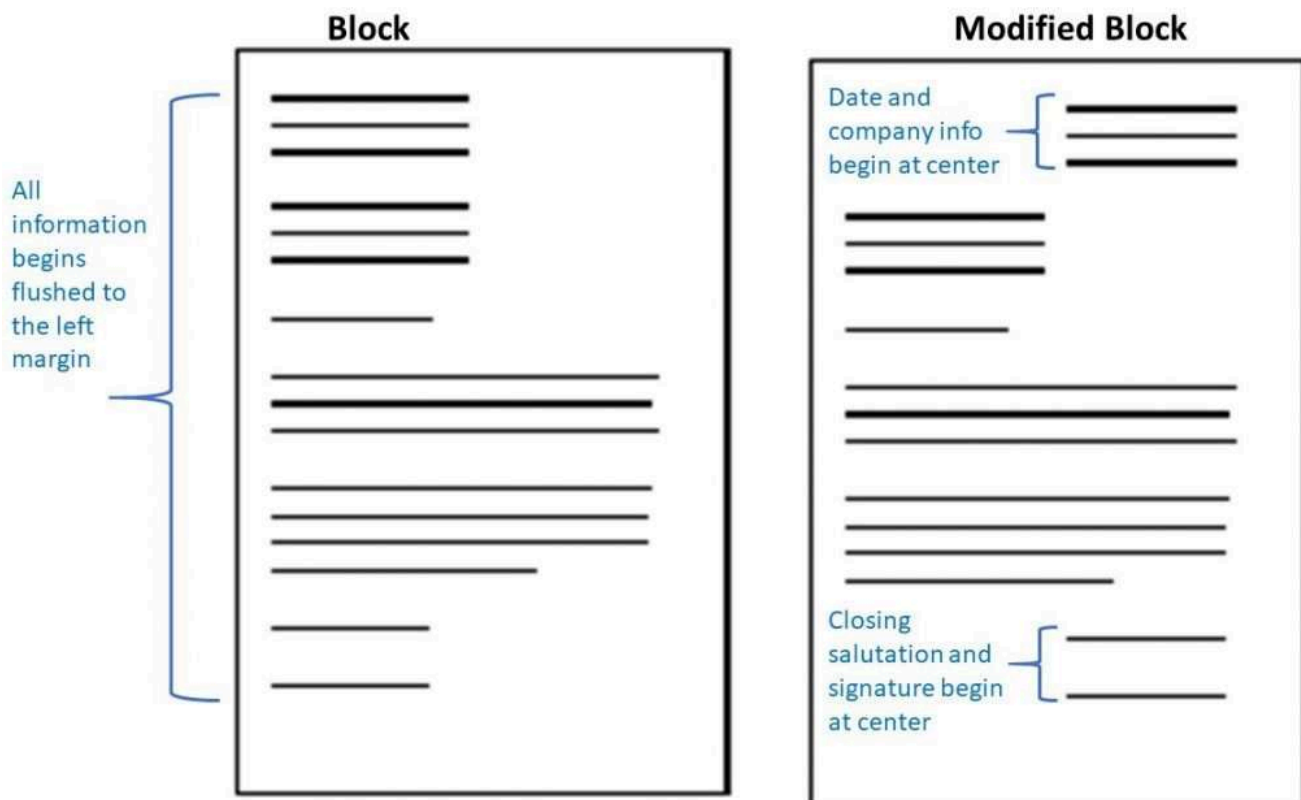 Block
Modified Block
All
information
begins
flushed to
the left
margin
Date and
company info
begin at center
Closing
salutation and
signature begin
at center